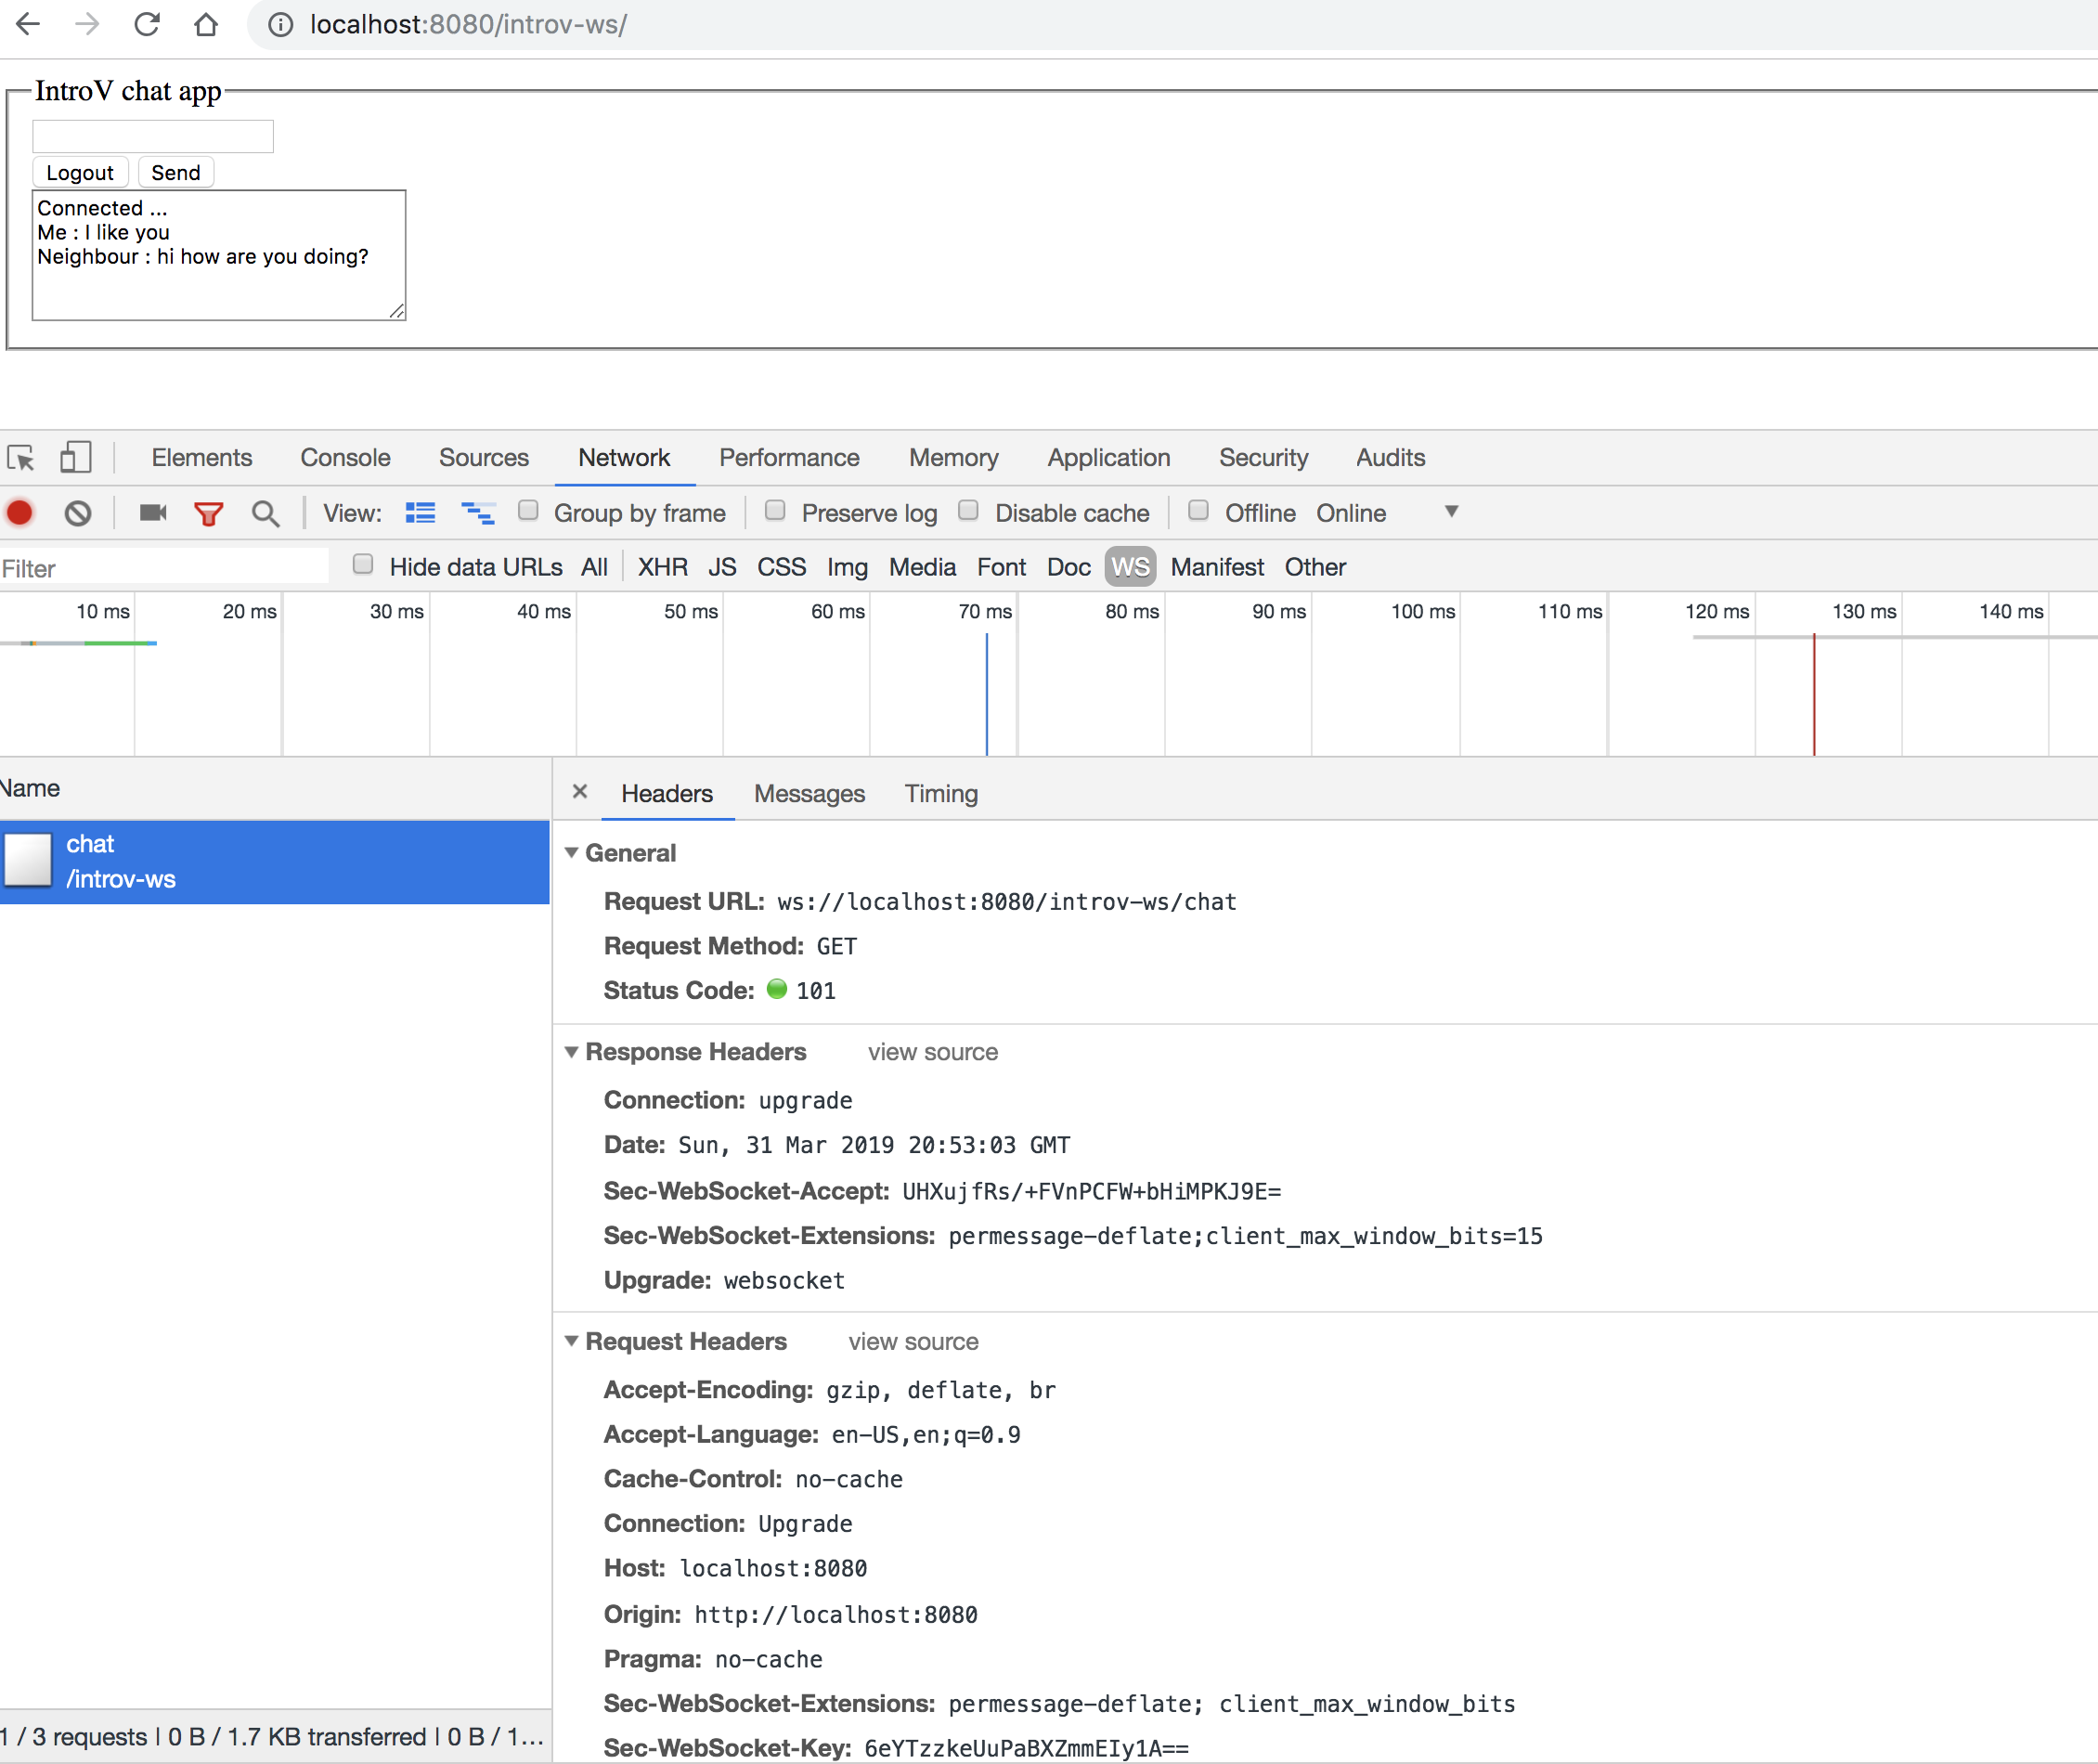 localhost:8080/introv-ws/
IntroV chat app
Logout Send
Connected ...
Me : I like you
Neighbour : hi how are you doing?
Elements Console Sources Network Performance Memory Application Security Audits
View: Group by frame Preserve log Disable cache Offline Online
Filter Hide data URLs All XHR JS CSS Img Media Font Doc WS Manifest Other
10 ms 20 ms 30 ms 40 ms 50 ms 60 ms 70 ms 80 ms 90 ms 100 ms 110 ms 120 ms 130 ms 140 ms
Name
chat
/introv-ws
1 / 3 requests | 0 B / 1.7 KB transferred | 0 B / 1...
× Headers Messages Timing
General
Request URL: ws://localhost:8080/introv-ws/chat
Request Method: GET
Status Code: 101
Response Headers view source
Connection: upgrade
Date: Sun, 31 Mar 2019 20:53:03 GMT
Sec-WebSocket-Accept: UHXujfRs/+FVnPCFW+bHiMPKJ9E=
Sec-WebSocket-Extensions: permessage-deflate;client_max_window_bits=15
Upgrade: websocket
Request Headers view source
Accept-Encoding: gzip, deflate, br
Accept-Language: en-US,en;q=0.9
Cache-Control: no-cache
Connection: Upgrade
Host: localhost:8080
Origin: http://localhost:8080
Pragma: no-cache
Sec-WebSocket-Extensions: permessage-deflate; client_max_window_bits
Sec-WebSocket-Key: 6eYTzzkeUuPaBXZmmEIy1A==